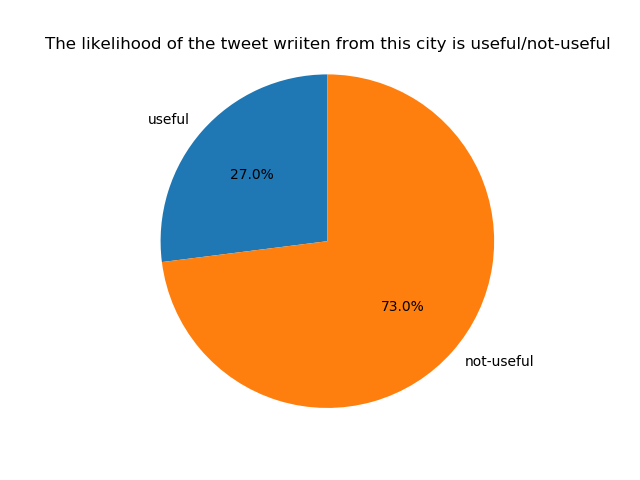 The likelihood of the tweet wriiten from this city is useful/not-useful
useful
27.0%
73.0%
not-useful